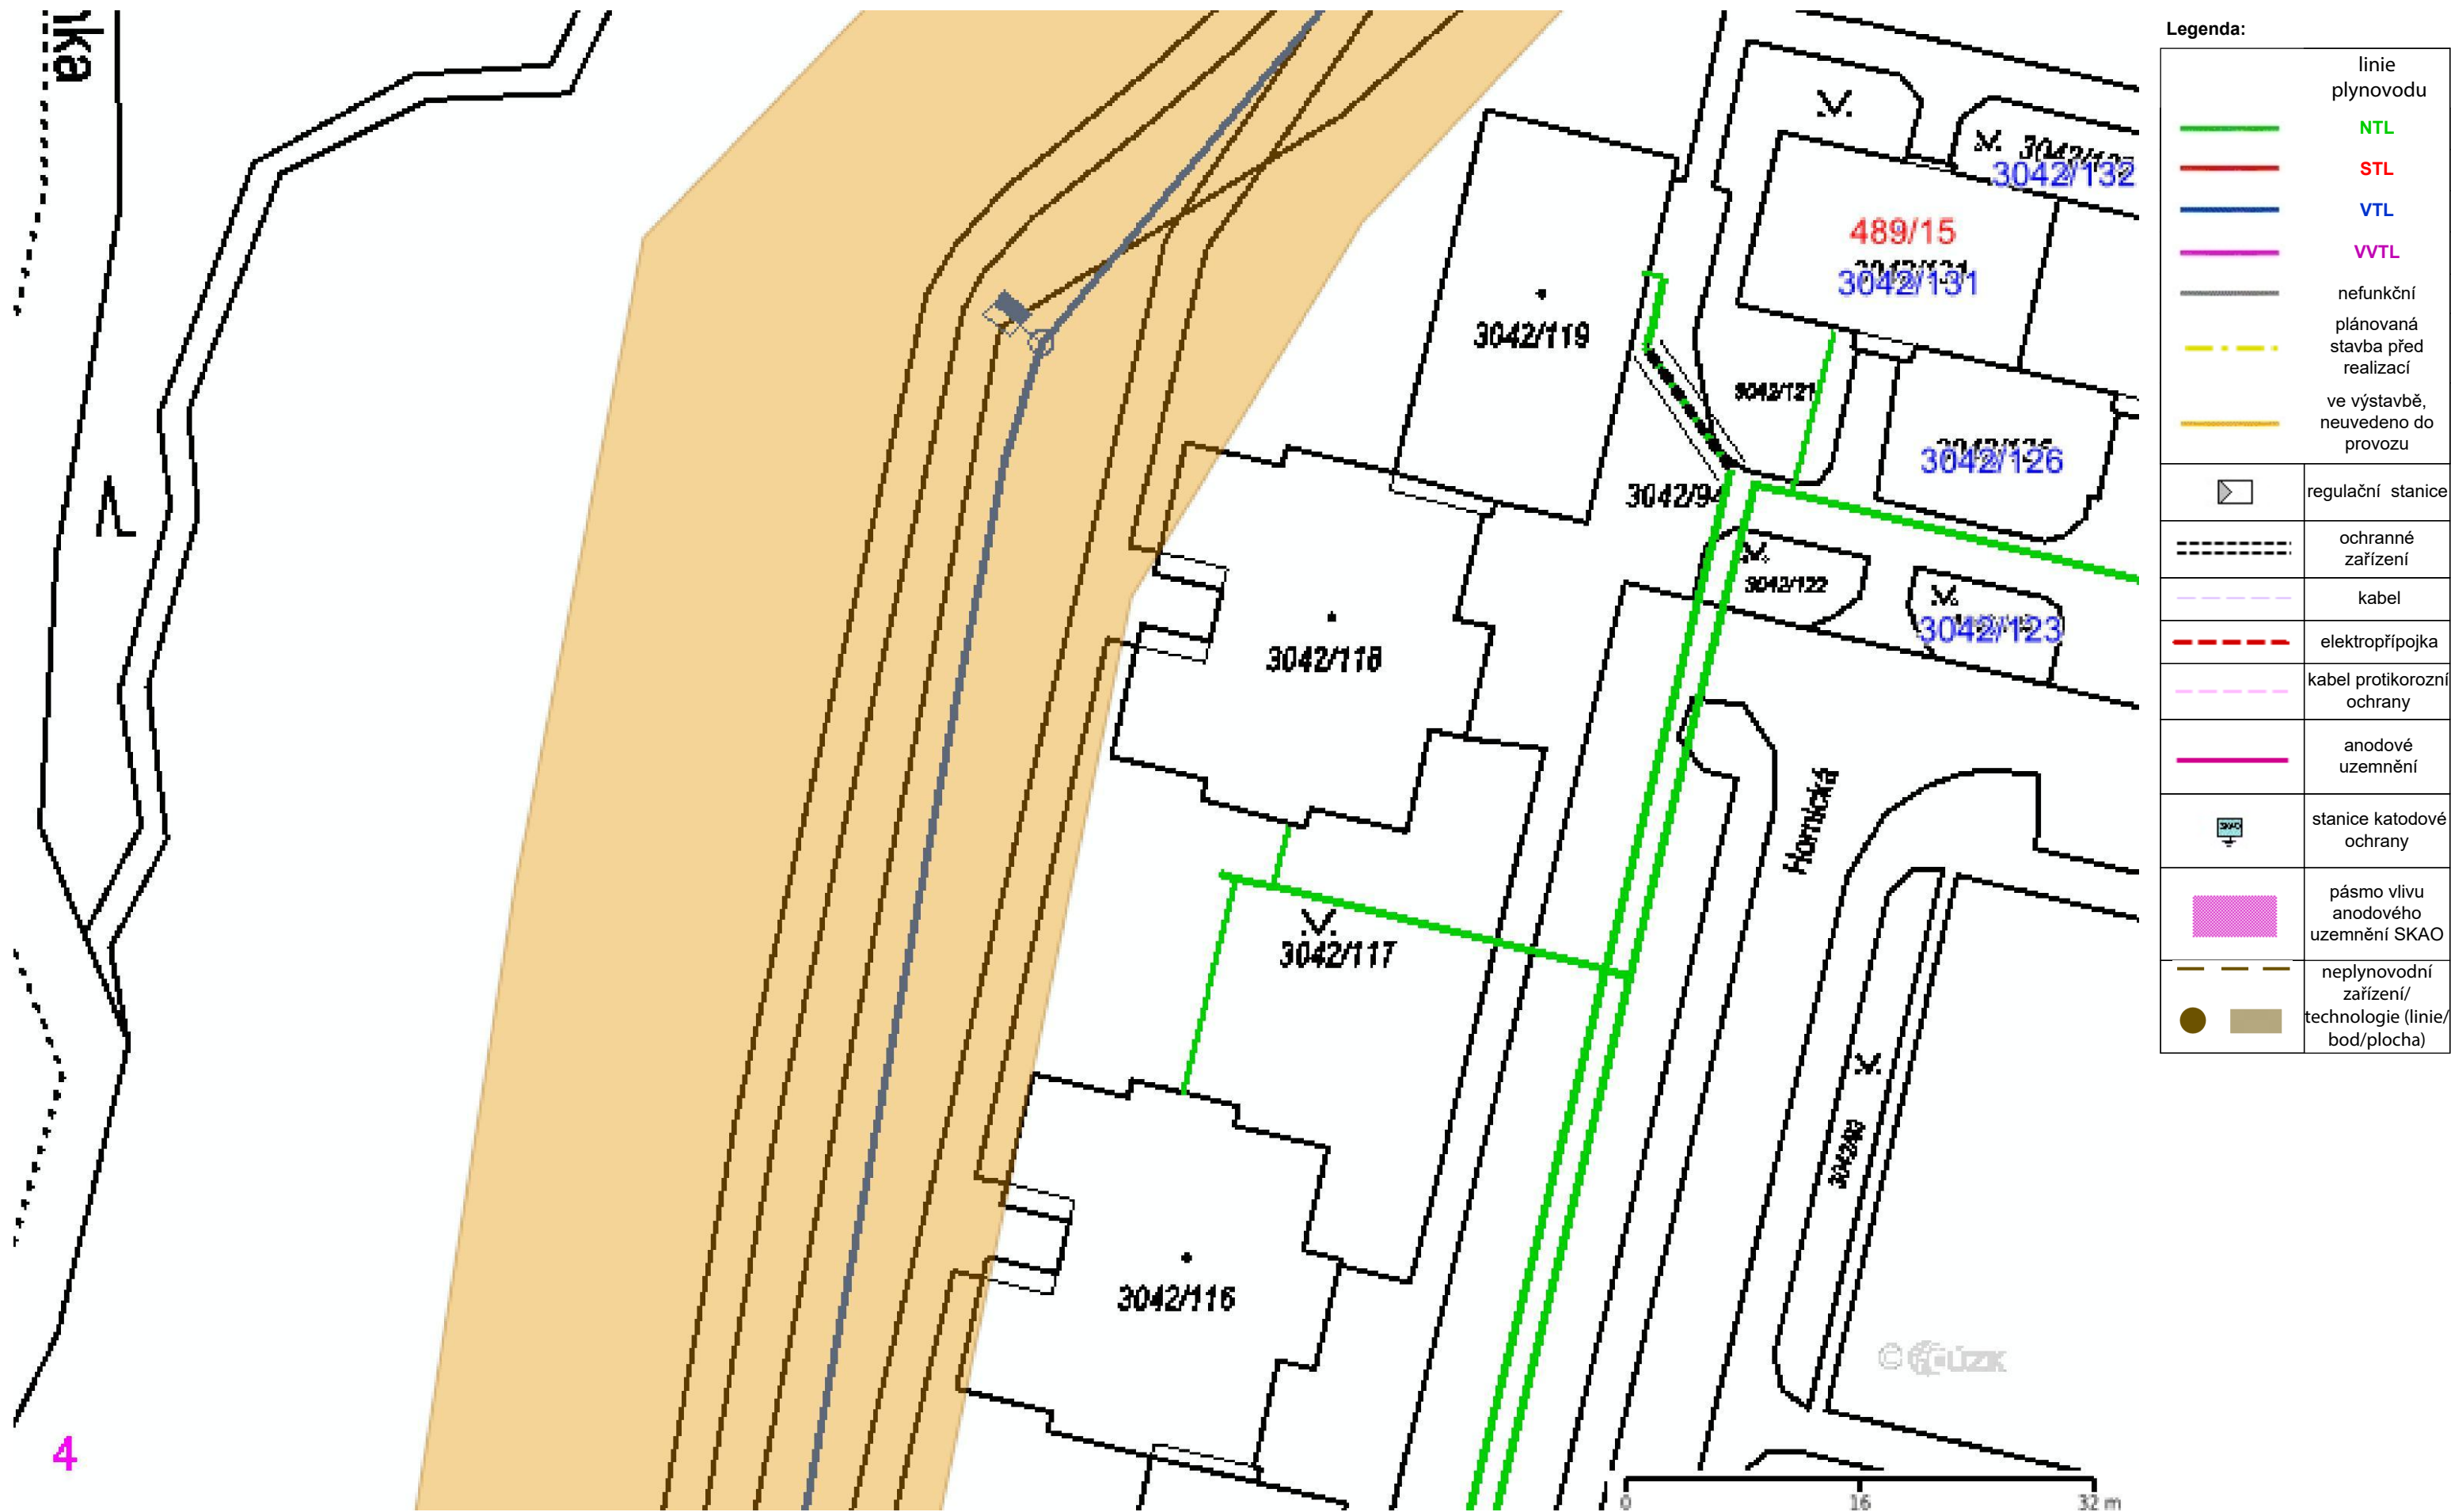 489/15
3042/132
3042/131
3042/119
3042/121
3042/126
3042/94
3042/122
3042/123
3042/118
Hornická
3042/117
3042/116
4
0 16 32 m
Legenda:
linie
plynovodu
NTL
STL
VTL
VVTL
nefunkční
plánovaná
stavba před
realizací
ve výstavbě,
neuvedeno do
provozu
regulační stanice
ochranné
zařízení
kabel
elektropřípojka
kabel protikorozní
ochrany
anodové
uzemnění
SKAO
stanice katodové
ochrany
pásmo vlivu
anodového
uzemnění SKAO
neplynovodní
zařízení/
technologie (linie/
bod/plocha)